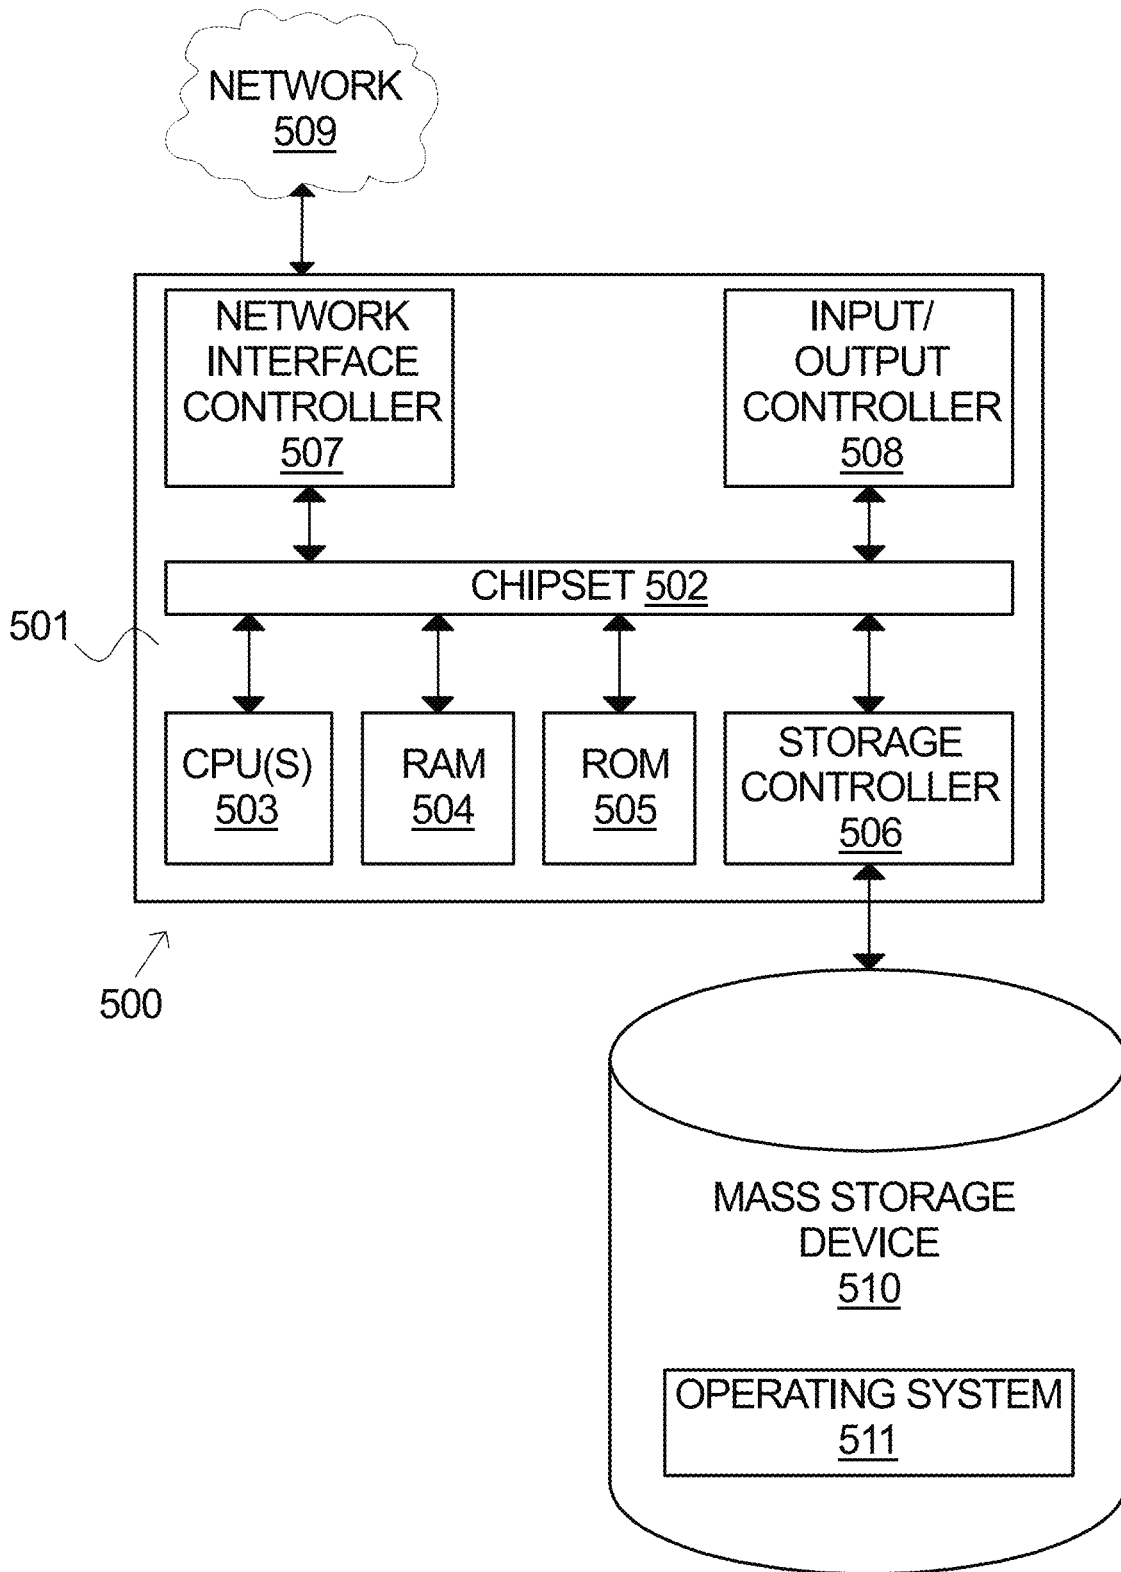 NETWORK
509
NETWORK
INTERFACE
CONTROLLER
507
INPUT/
OUTPUT
CONTROLLER
508
CHIPSET 502
501
CPU(S)
503
RAM
504
ROM
505
STORAGE
CONTROLLER
506
500
MASS STORAGE
DEVICE
510
OPERATING SYSTEM
511